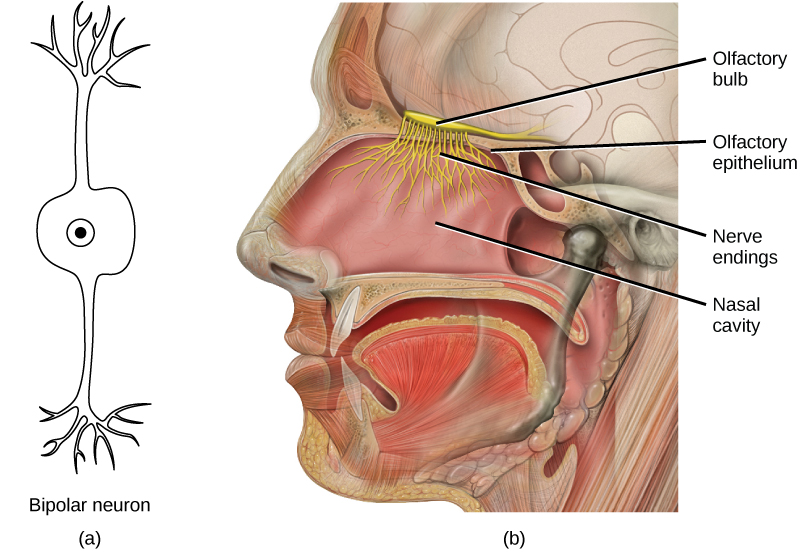 Olfactory
bulb
Olfactory
epithelium
Nerve
endings
Nasal
cavity
Bipolar neuron
(a)
(b)